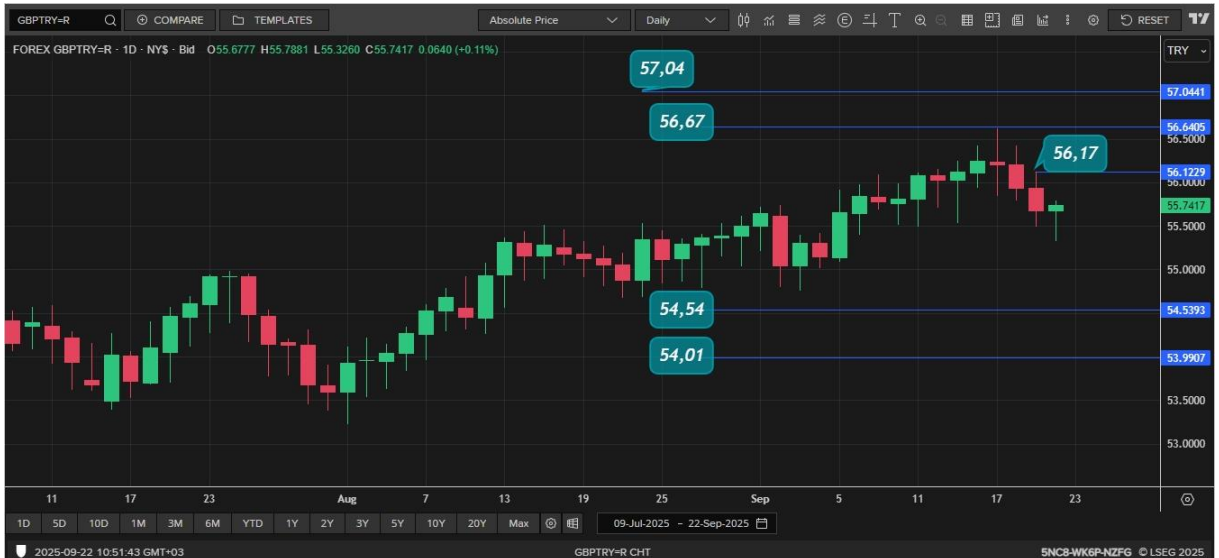 GBPTRY=R COMPARE TEMPLATES Absolute Price Daily RESET
FOREX GBPTRY=R · 1D · NY$ · Bid O55.6777 H55.7881 L55.3260 C55.7417 0.0640 (+0.11%)
TRY
57,04
57.0441
56,67
56.6405
56.5000
56,17
56.1229
56.0000
55.7417
55.5000
55.0000
54,54
54.5393
54,01
53.9907
53.5000
53.0000
11 17 23 Aug 7 13 19 25 Sep 5 11 17 23
1D 5D 10D 1M 3M 6M YTD 1Y 2Y 3Y 5Y 10Y 20Y Max 09-Jul-2025 - 22-Sep-2025
2025-09-22 10:51:43 GMT+03 GBPTRY=R CHT 5NC8-WK6P-NZFG © LSEG 2025